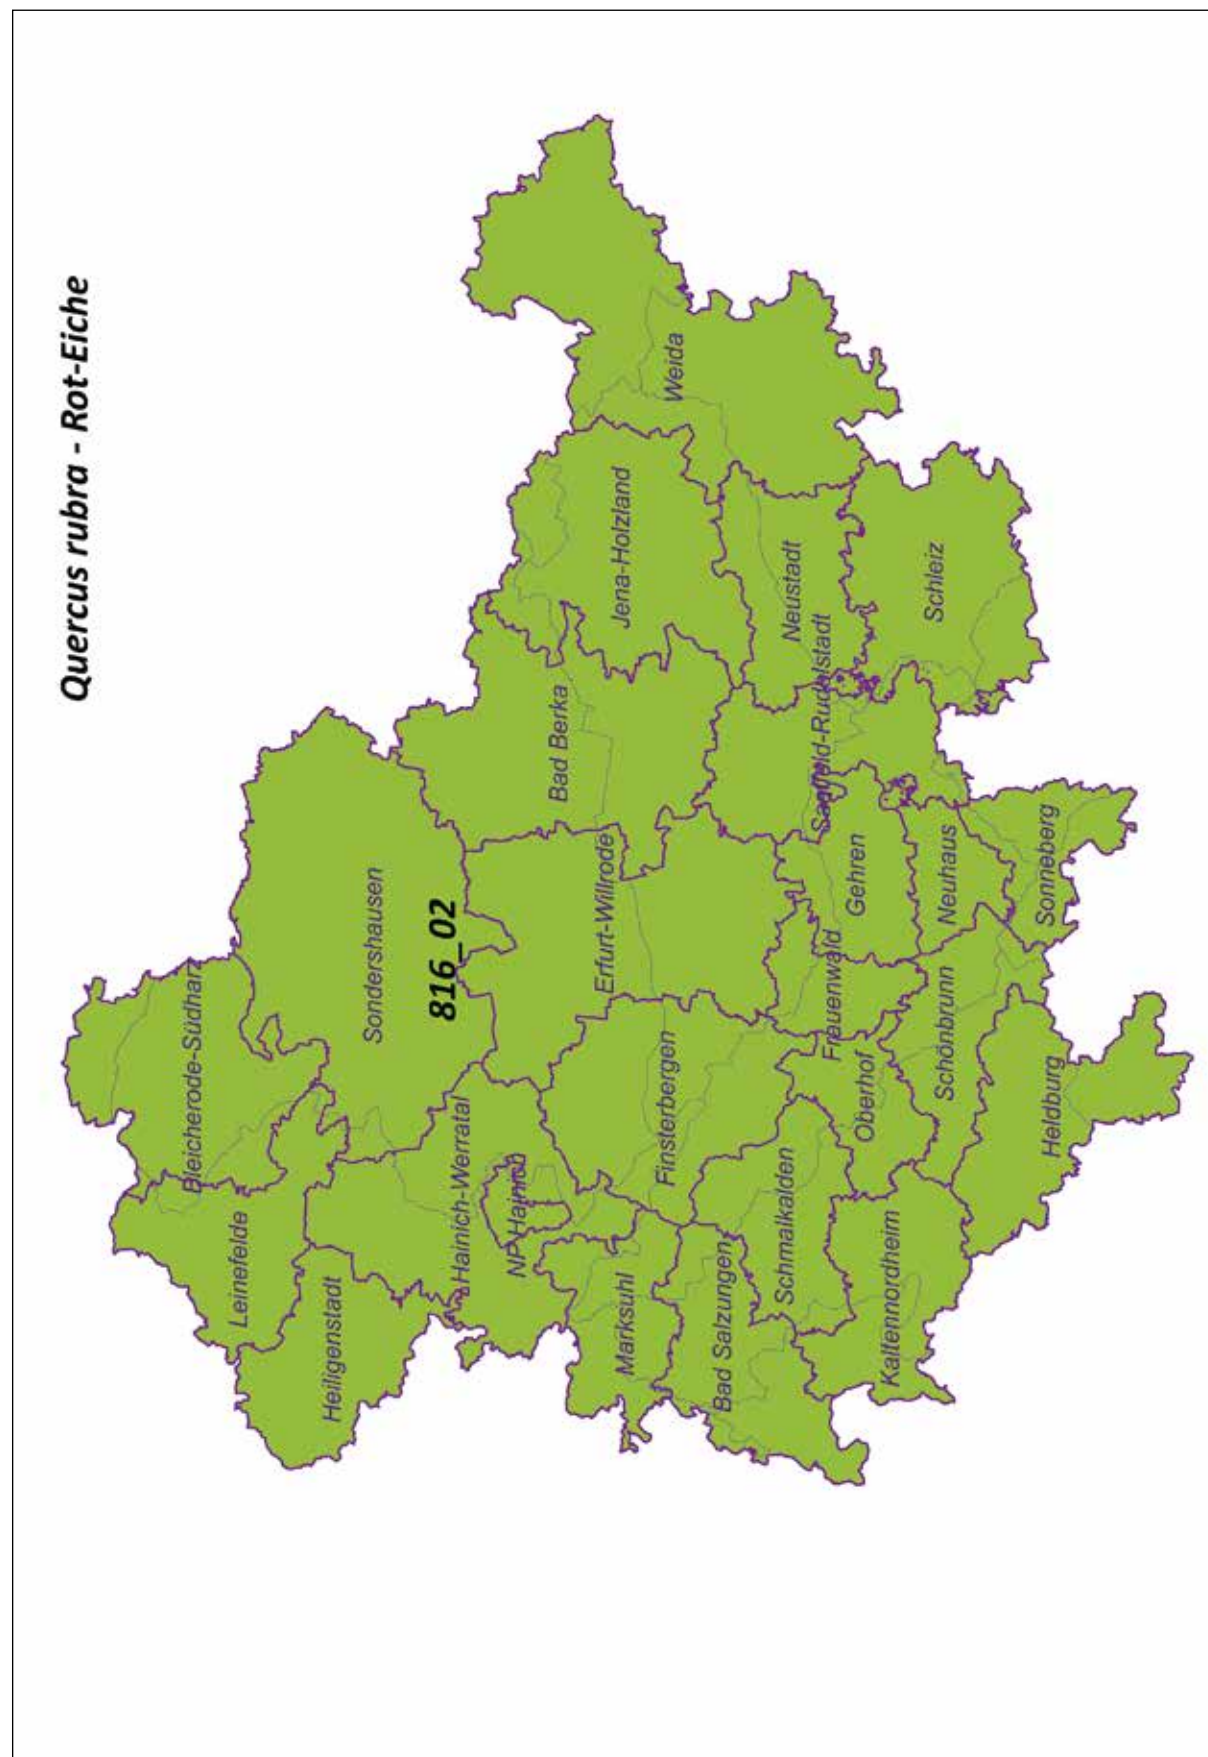 Quercus rubra - Rot-Eiche
Bleicherode-Südharz
Leinefelde
Heiligenstadt
Sondershausen
816_02
Hainich-Werratal
NP Hainich
Bad Berka
Erfurt-Willrode
Jena-Holzland
Weida
Marksuhl
Finsterbergen
Bad Salzungen
Schmalkalden
Neustadt
Saalfeld-Rudolstadt
Frauenwald
Gehren
Oberhof
Kaltennordheim
Schleiz
Schönbrunn
Neuhaus
Heldburg
Sonneberg